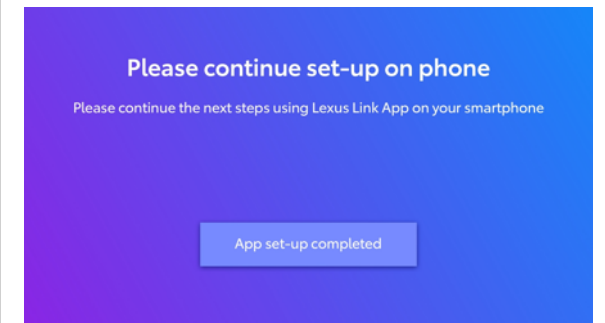 Please continue set-up on phone
Please continue the next steps using Lexus Link App on your smartphone
App set-up completed